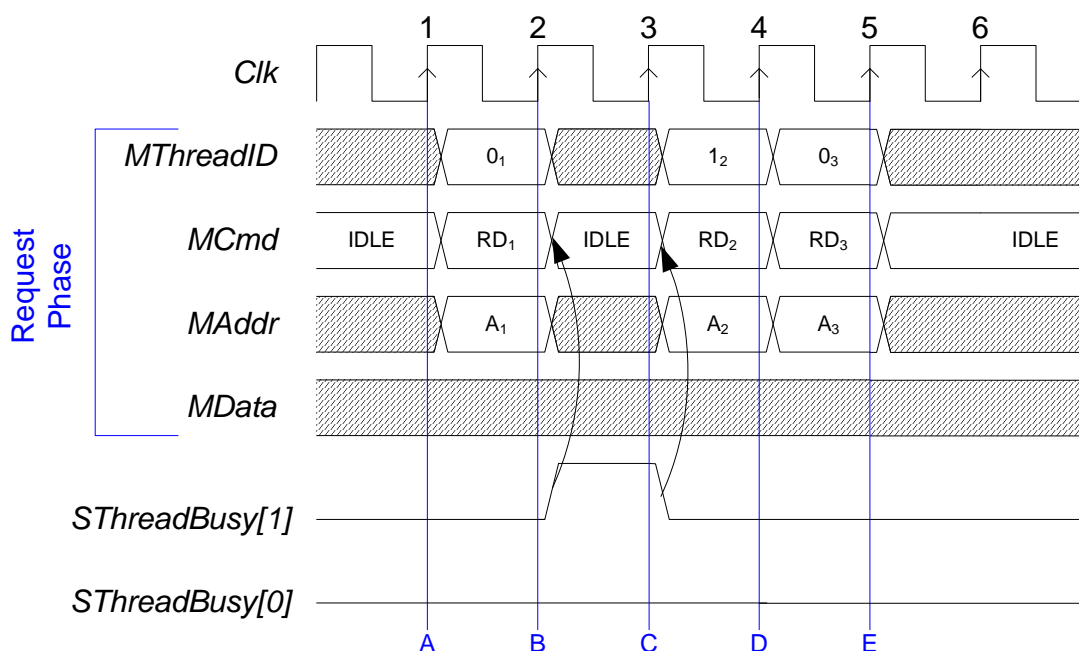 1 2 3 4 5 6
Clk
Request Phase
MThreadID 0₁ 1₂ 0₃
MCmd IDLE RD₁ IDLE RD₂ RD₃ IDLE
MAddr A₁ A₂ A₃
MData
SThreadBusy[1]
SThreadBusy[0]
A B C D E